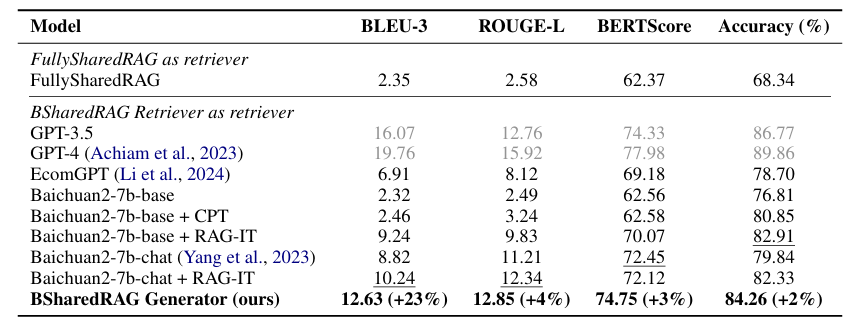 Model BLEU-3 ROUGE-L BERTScore Accuracy (%)
FullySharedRAG as retriever
FullySharedRAG 2.35 2.58 62.37 68.34
BSharedRAG Retriever as retriever
GPT-3.5 16.07 12.76 74.33 86.77
GPT-4 (Achiam et al., 2023) 19.76 15.92 77.98 89.86
EcomGPT (Li et al., 2024) 6.91 8.12 69.18 78.70
Baichuan2-7b-base 2.32 2.49 62.56 76.81
Baichuan2-7b-base + CPT 2.46 3.24 62.58 80.85
Baichuan2-7b-base + RAG-IT 9.24 9.83 70.07 82.91
Baichuan2-7b-chat (Yang et al., 2023) 8.82 11.21 72.45 79.84
Baichuan2-7b-chat + RAG-IT 10.24 12.34 72.12 82.33
BSharedRAG Generator (ours) 12.63 (+23%) 12.85 (+4%) 74.75 (+3%) 84.26 (+2%)